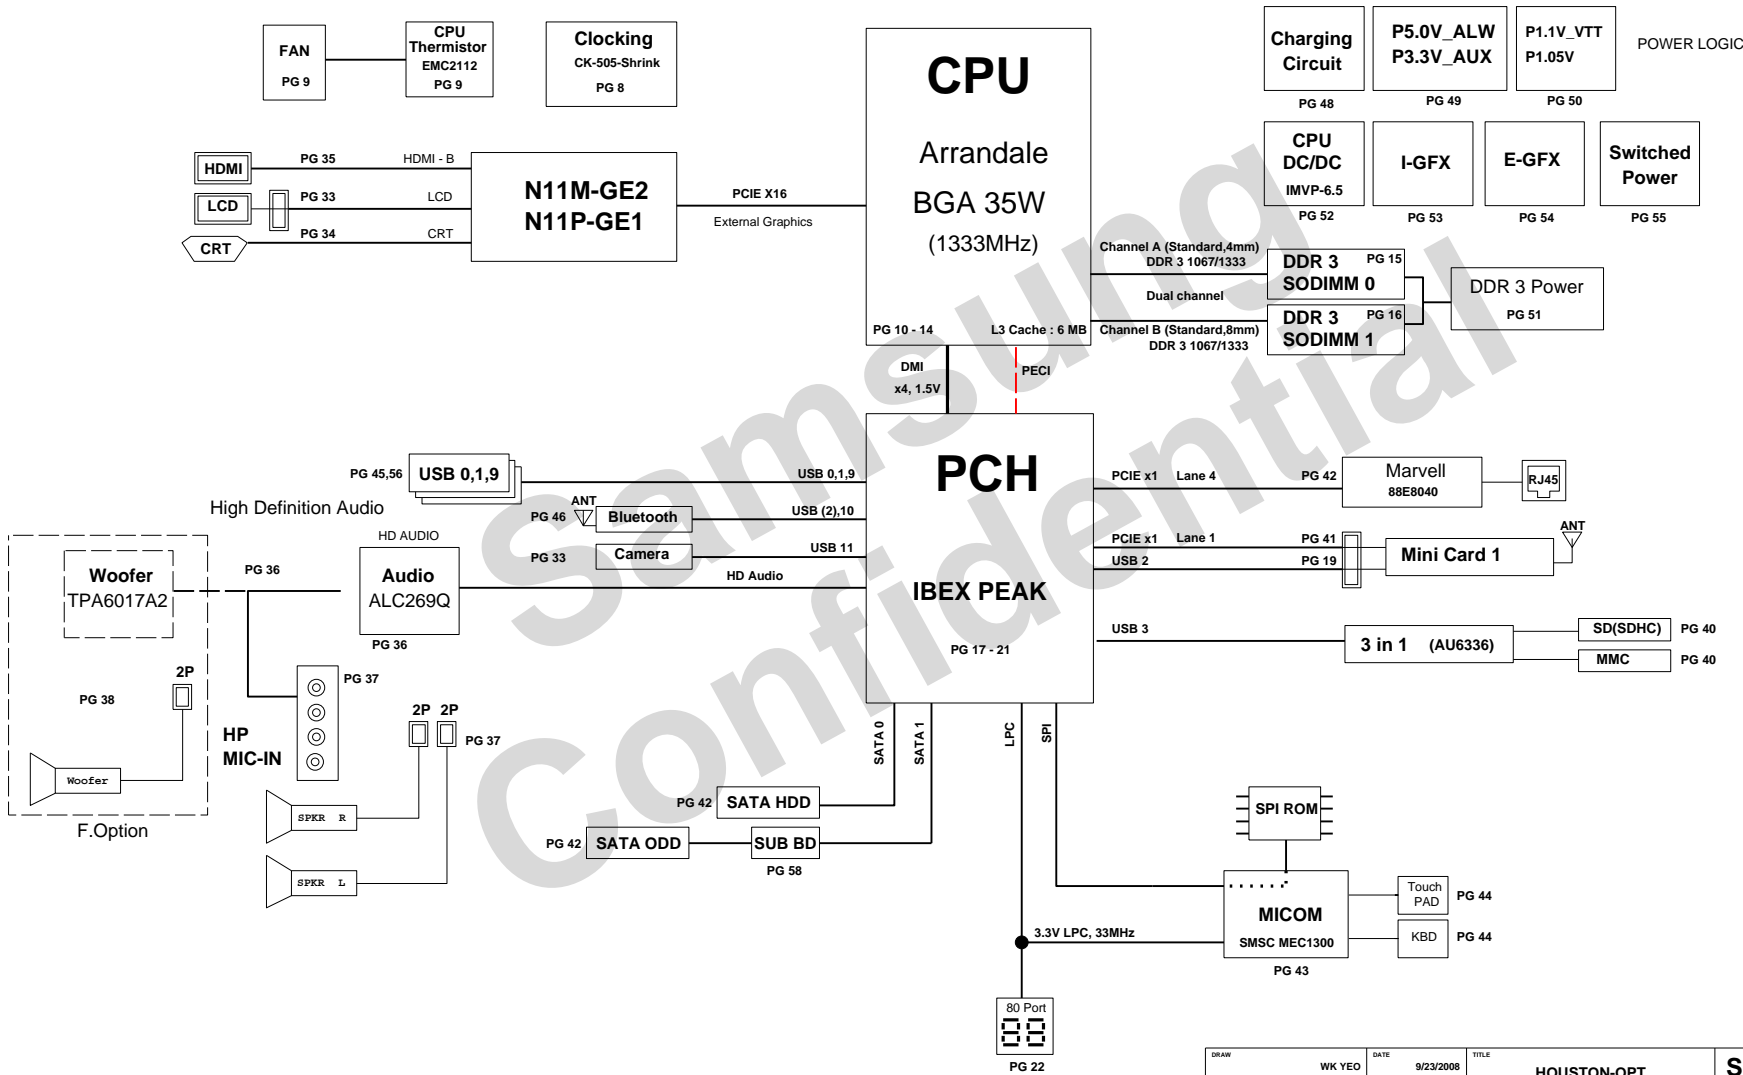 FAN
PG 9
CPU
Thermistor
EMC2112
PG 9
Clocking
CK-505-Shrink
PG 8
CPU
Arrandale
BGA 35W
(1333MHz)
PG 10 - 14
L3 Cache : 6 MB
Charging
Circuit
PG 48
P5.0V_ALW
P3.3V_AUX
PG 49
P1.1V_VTT
P1.05V
PG 50
POWER LOGIC
CPU
DC/DC
IMVP-6.5
PG 52
I-GFX
PG 53
E-GFX
PG 54
Switched
Power
PG 55
HDMI
PG 35
HDMI - B
LCD
PG 33
LCD
CRT
PG 34
CRT
N11M-GE2
N11P-GE1
PCIE X16
External Graphics
Channel A (Standard,4mm)
DDR 3 1067/1333
Dual channel
Channel B (Standard,8mm)
DDR 3 1067/1333
DDR 3
PG 15
SODIMM 0
DDR 3
PG 16
SODIMM 1
DDR 3 Power
PG 51
DMI
x4, 1.5V
PECI
Samsung
Confidential
PCH
IBEX PEAK
PG 17 - 21
PG 45,56
USB 0,1,9
USB 0,1,9
High Definition Audio
ANT
PG 46
Bluetooth
USB (2),10
PG 33
Camera
USB 11
HD AUDIO
HD Audio
Audio
ALC269Q
PG 36
PG 36
Woofer
TPA6017A2
2P
PG 38
Woofer
F.Option
PG 37
HP
MIC-IN
2P
2P
PG 37
SPKR R
SPKR L
PCIE x1
Lane 4
PG 42
Marvell
88E8040
RJ45
PCIE x1
Lane 1
PG 41
USB 2
PG 19
Mini Card 1
ANT
USB 3
3 in 1
(AU6336)
SD(SDHC)
PG 40
MMC
PG 40
SATA 0
SATA 1
LPC
SPI
PG 42
SATA HDD
PG 42
SATA ODD
SUB BD
PG 58
SPI ROM
MICOM
SMSC MEC1300
PG 43
Touch
PAD
PG 44
KBD
PG 44
3.3V LPC, 33MHz
80 Port
88
PG 22
DRAW
WK YEO
DATE
9/23/2008
TITLE
HOUSTON-OPT
S